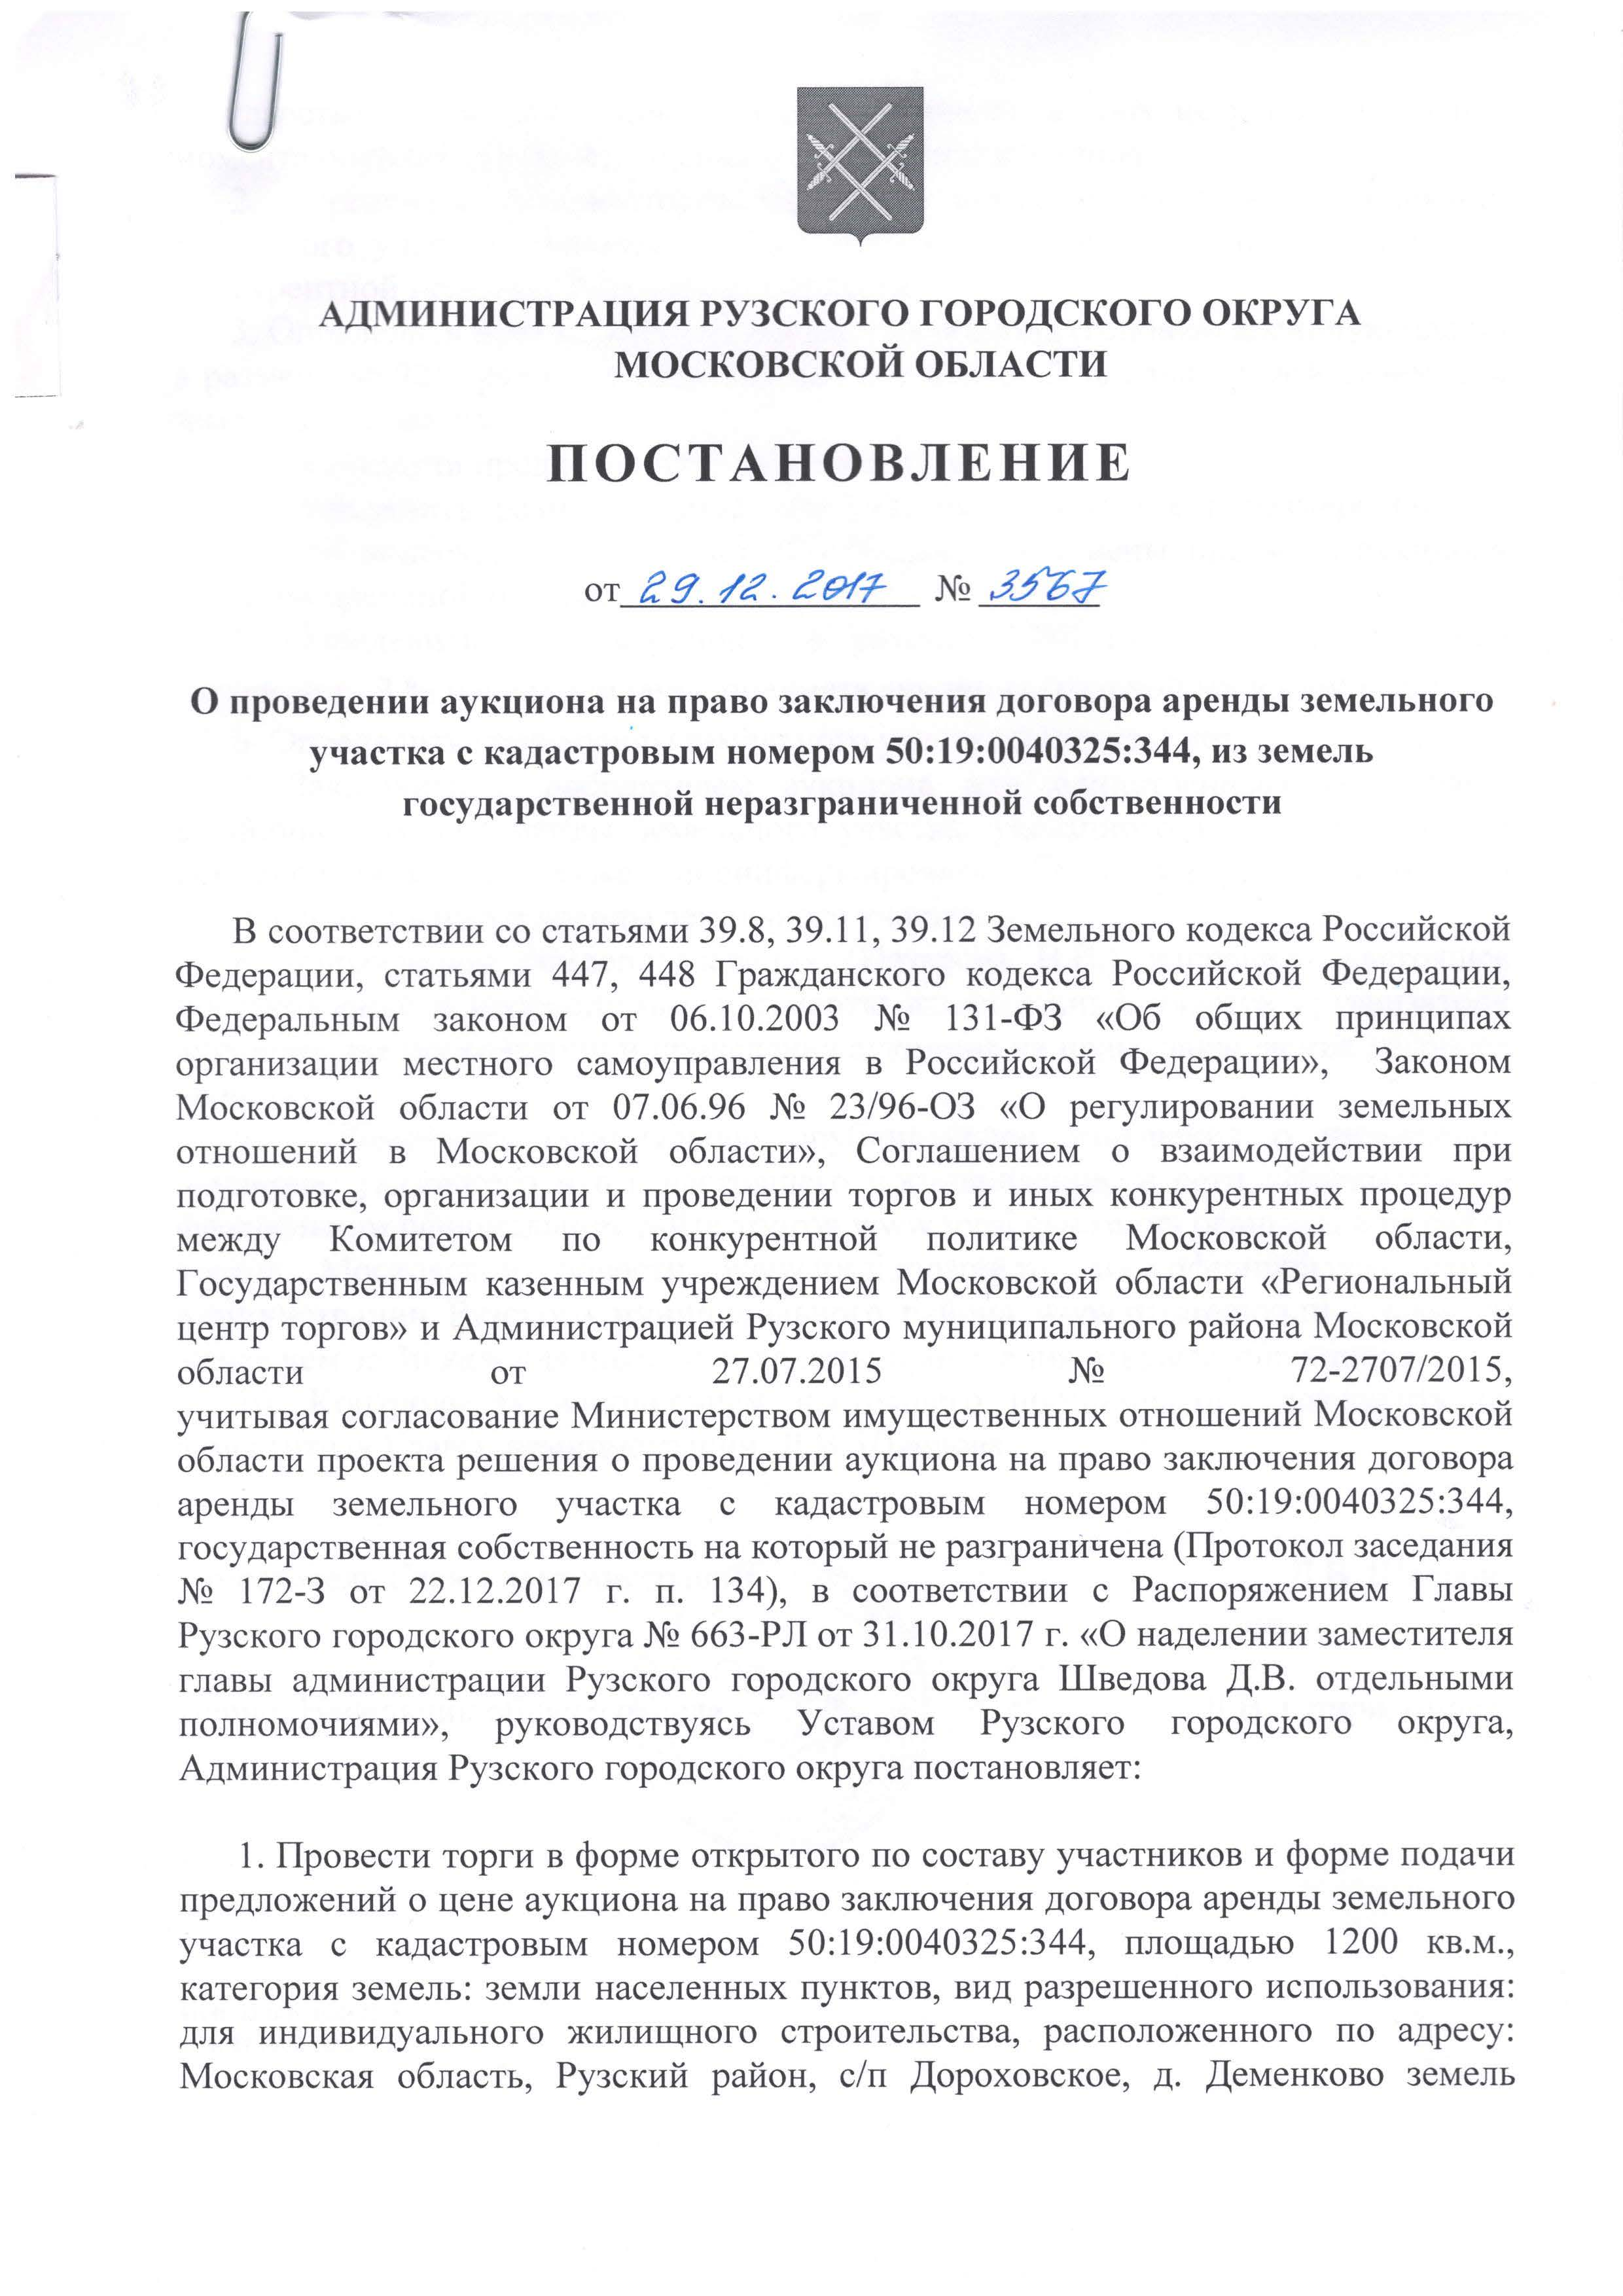 АДМИНИСТРАЦИЯ РУЗСКОГО ГОРОДСКОГО ОКРУГА
МОСКОВСКОЙ ОБЛАСТИ
ПОСТАНОВЛЕНИЕ
от 29.12.2017 № 3567
О проведении аукциона на право заключения договора аренды земельного
участка с кадастровым номером 50:19:0040325:344, из земель
государственной неразграниченной собственности
В соответствии со статьями 39.8, 39.11, 39.12 Земельного кодекса Российской
Федерации, статьями 447, 448 Гражданского кодекса Российской Федерации,
Федеральным законом от 06.10.2003 № 131-ФЗ «Об общих принципах
организации местного самоуправления в Российской Федерации», Законом
Московской области от 07.06.96 № 23/96-ОЗ «О регулировании земельных
отношений в Московской области», Соглашением о взаимодействии при
подготовке, организации и проведении торгов и иных конкурентных процедур
между Комитетом по конкурентной политике Московской области,
Государственным казенным учреждением Московской области «Региональный
центр торгов» и Администрацией Рузского муниципального района Московской
области от 27.07.2015 № 72-2707/2015,
учитывая согласование Министерством имущественных отношений Московской
области проекта решения о проведении аукциона на право заключения договора
аренды земельного участка с кадастровым номером 50:19:0040325:344,
государственная собственность на который не разграничена (Протокол заседания
№ 172-З от 22.12.2017 г. п. 134), в соответствии с Распоряжением Главы
Рузского городского округа № 663-РЛ от 31.10.2017 г. «О наделении заместителя
главы администрации Рузского городского округа Шведова Д.В. отдельными
полномочиями», руководствуясь Уставом Рузского городского округа,
Администрация Рузского городского округа постановляет:
1. Провести торги в форме открытого по составу участников и форме подачи
предложений о цене аукциона на право заключения договора аренды земельного
участка с кадастровым номером 50:19:0040325:344, площадью 1200 кв.м.,
категория земель: земли населенных пунктов, вид разрешенного использования:
для индивидуального жилищного строительства, расположенного по адресу:
Московская область, Рузский район, с/п Дороховское, д. Деменково земель